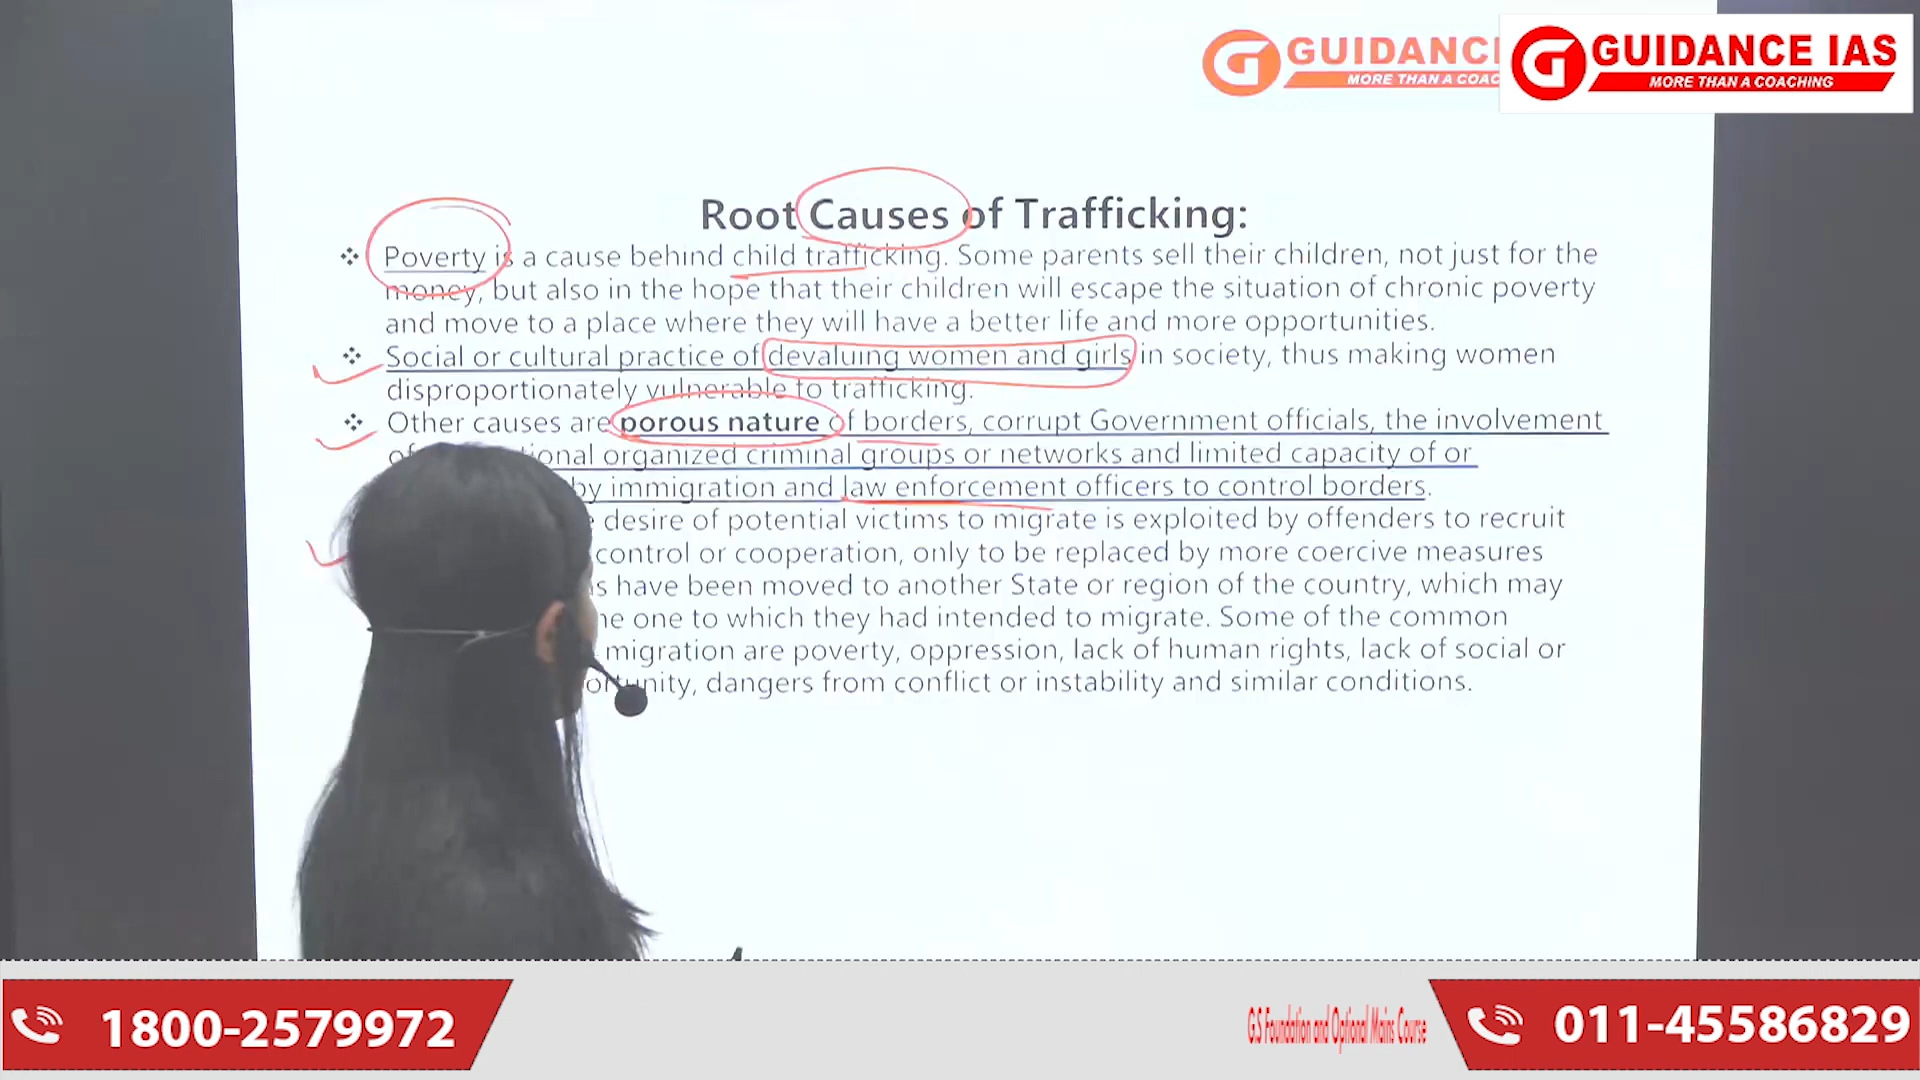 GUIDANCE
MORE THAN A COAC
GUIDANCE IAS
MORE THAN A COACHING
Root Causes of Trafficking:
❖ Poverty is a cause behind child trafficking. Some parents sell their children, not just for the
money, but also in the hope that their children will escape the situation of chronic poverty
and move to a place where they will have a better life and more opportunities.
❖ Social or cultural practice of devaluing women and girls in society, thus making women
disproportionately vulnerable to trafficking.
❖ Other causes are porous nature of borders, corrupt Government officials, the involvement
organized criminal groups or networks and limited capacity of or
by immigration and law enforcement officers to control borders.
desire of potential victims to migrate is exploited by offenders to recruit
control or cooperation, only to be replaced by more coercive measures
have been moved to another State or region of the country, which may
one to which they had intended to migrate. Some of the common
migration are poverty, oppression, lack of human rights, lack of social or
dangers from conflict or instability and similar conditions.
1800-2579972
GS Foundation and Optional Mains Course
011-45586829